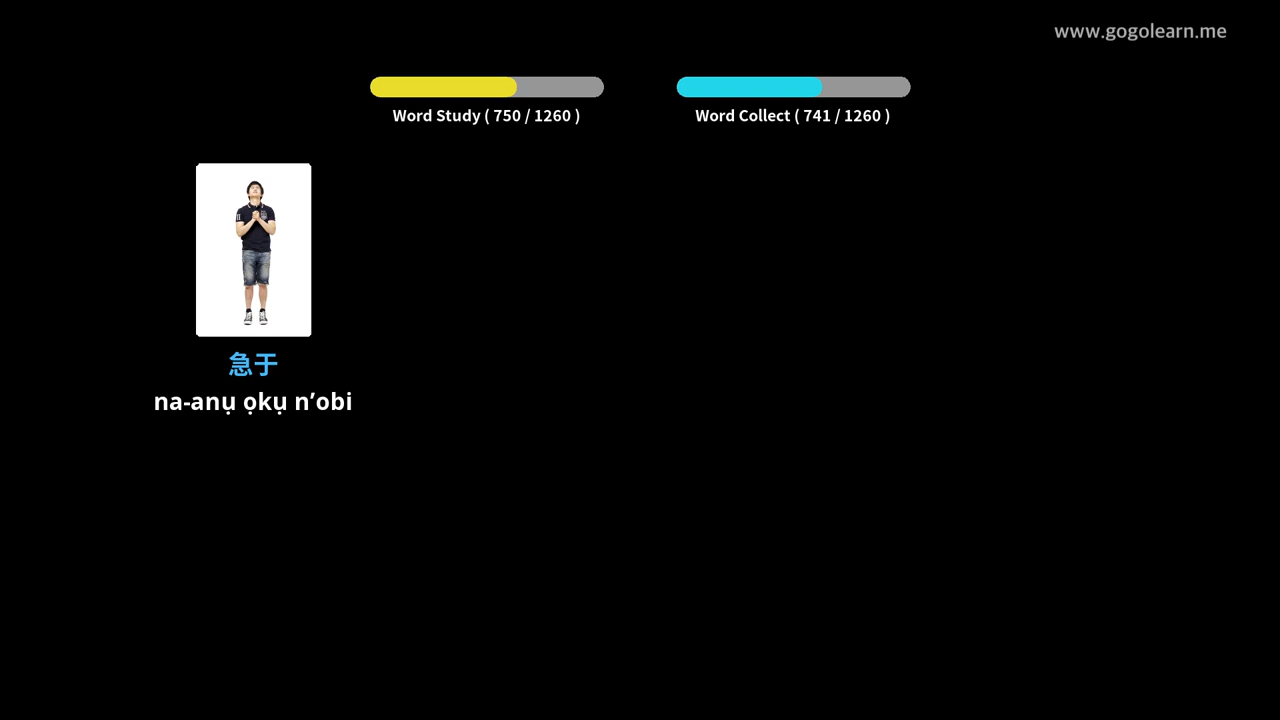 www.gogolearn.me
Word Study ( 750 / 1260 )
Word Collect ( 741 / 1260 )
急于
na-anụ ọkụ n’obi